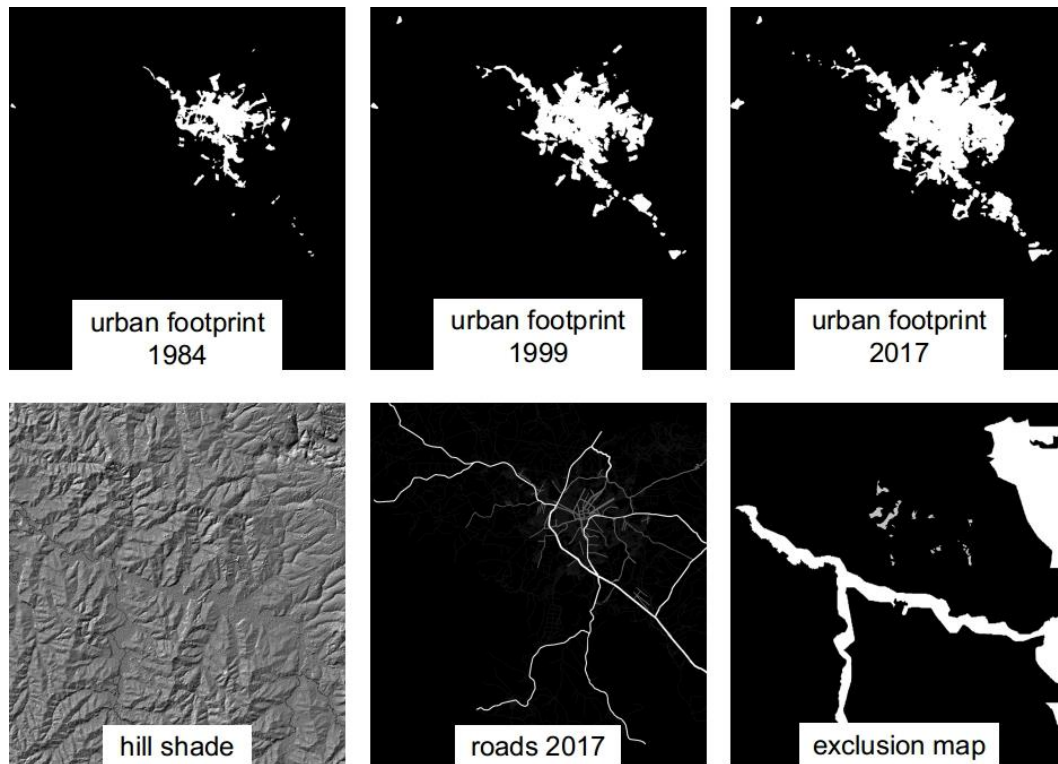 urban footprint
1984
urban footprint
1999
urban footprint
2017
hill shade
roads 2017
exclusion map